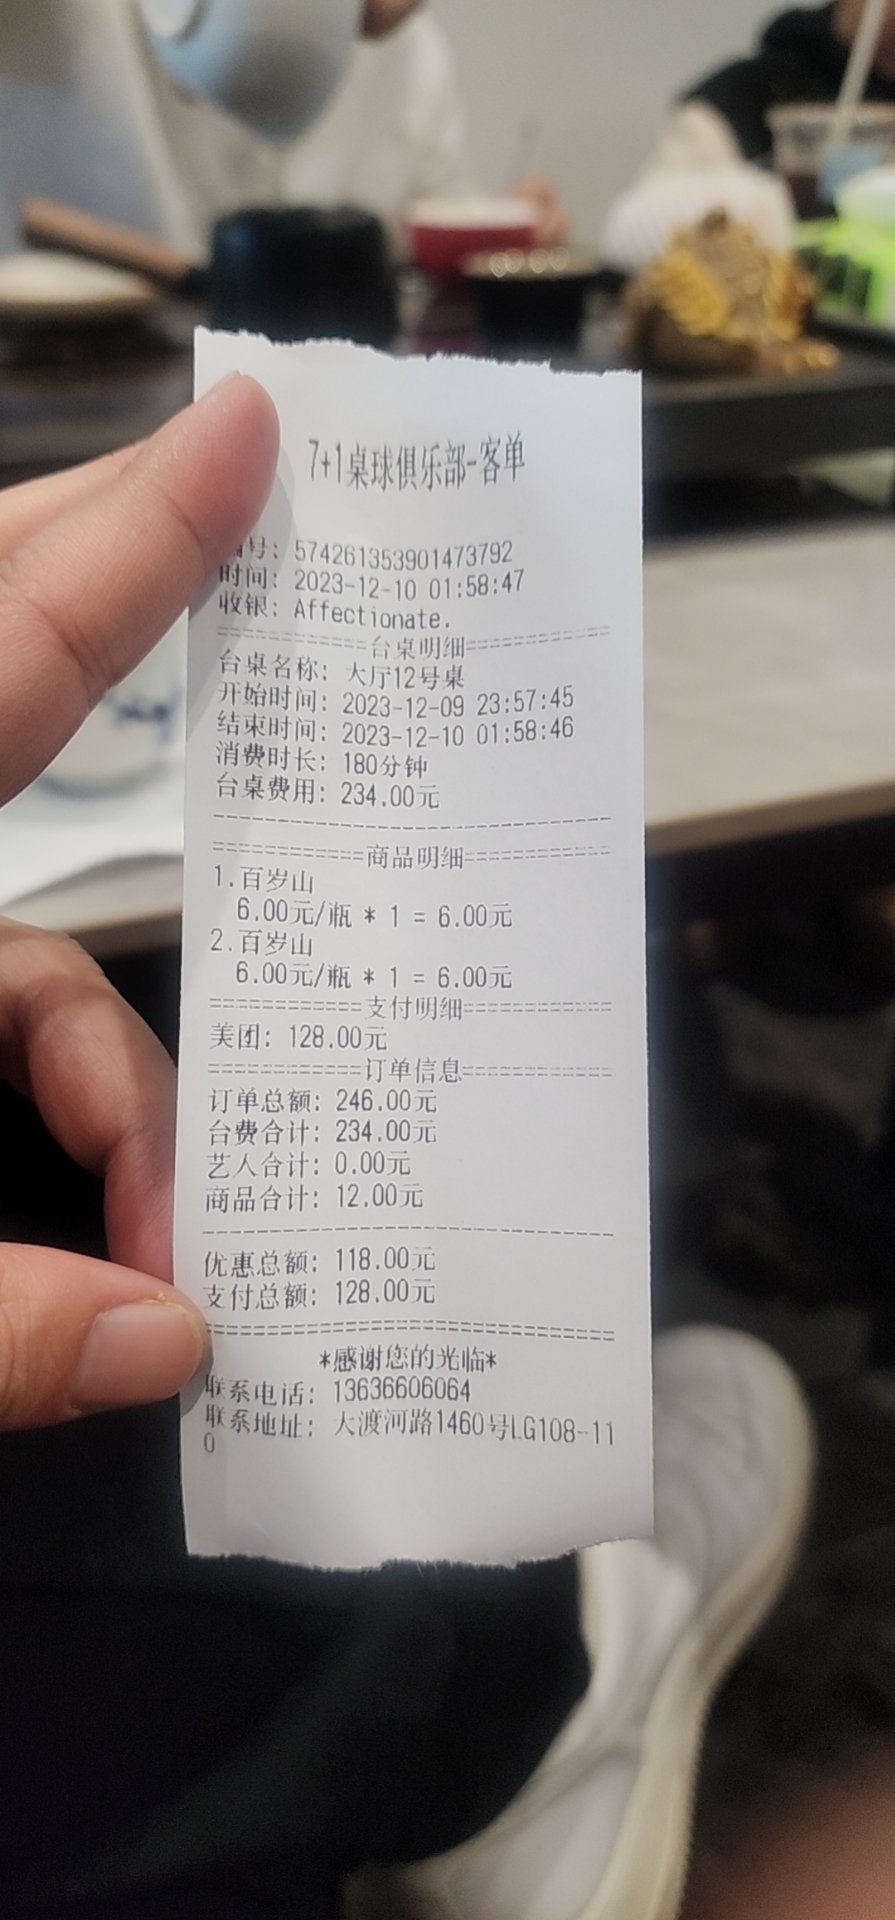 7+1桌球俱乐部-客单
号: 574261353901473792
时间: 2023-12-10 01:58:47
收银: Affectionate.
============台桌明细============
台桌名称: 大厅12号桌
开始时间: 2023-12-09 23:57:45
结束时间: 2023-12-10 01:58:46
消费时长: 180分钟
台桌费用: 234.00元
--------------------------------
============商品明细============
1.百岁山
6.00元/瓶 * 1 = 6.00元
2.百岁山
6.00元/瓶 * 1 = 6.00元
============支付明细============
美团: 128.00元
============订单信息============
订单总额: 246.00元
台费合计: 234.00元
艺人合计: 0.00元
商品合计: 12.00元
--------------------------------
优惠总额: 118.00元
支付总额: 128.00元
================================
*感谢您的光临*
联系电话: 13636606064
联系地址: 大渡河路1460号LG108-11
0